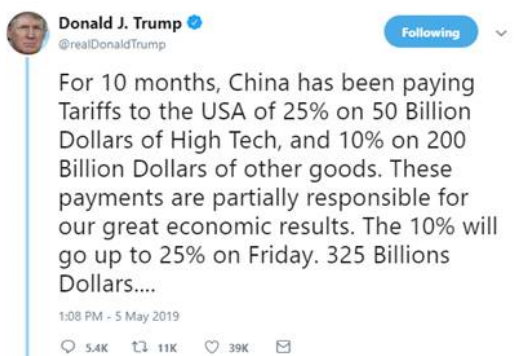 Donald J. Trump
Following
@realDonaldTrump
For 10 months, China has been paying
Tariffs to the USA of 25% on 50 Billion
Dollars of High Tech, and 10% on 200
Billion Dollars of other goods. These
payments are partially responsible for
our great economic results. The 10% will
go up to 25% on Friday. 325 Billions
Dollars....
1:08 PM - 5 May 2019
5.4K 11K 39K